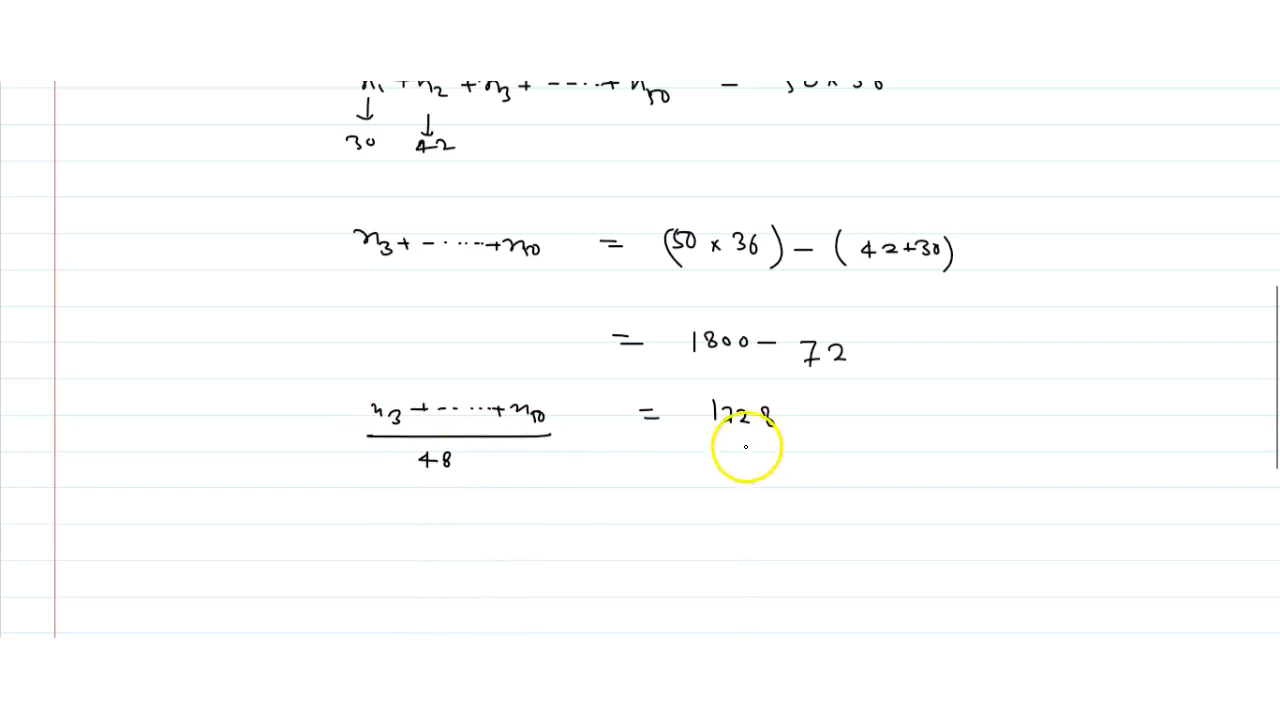 x1 + x2 + x3 + -----+ x50 = 50 x 36
↓ ↓
30 42
x3 + - ..... + x50 = (50 x 36) - (42+30)
= 1800 - 72
x3 + -- ....+ x50 = 1728
48